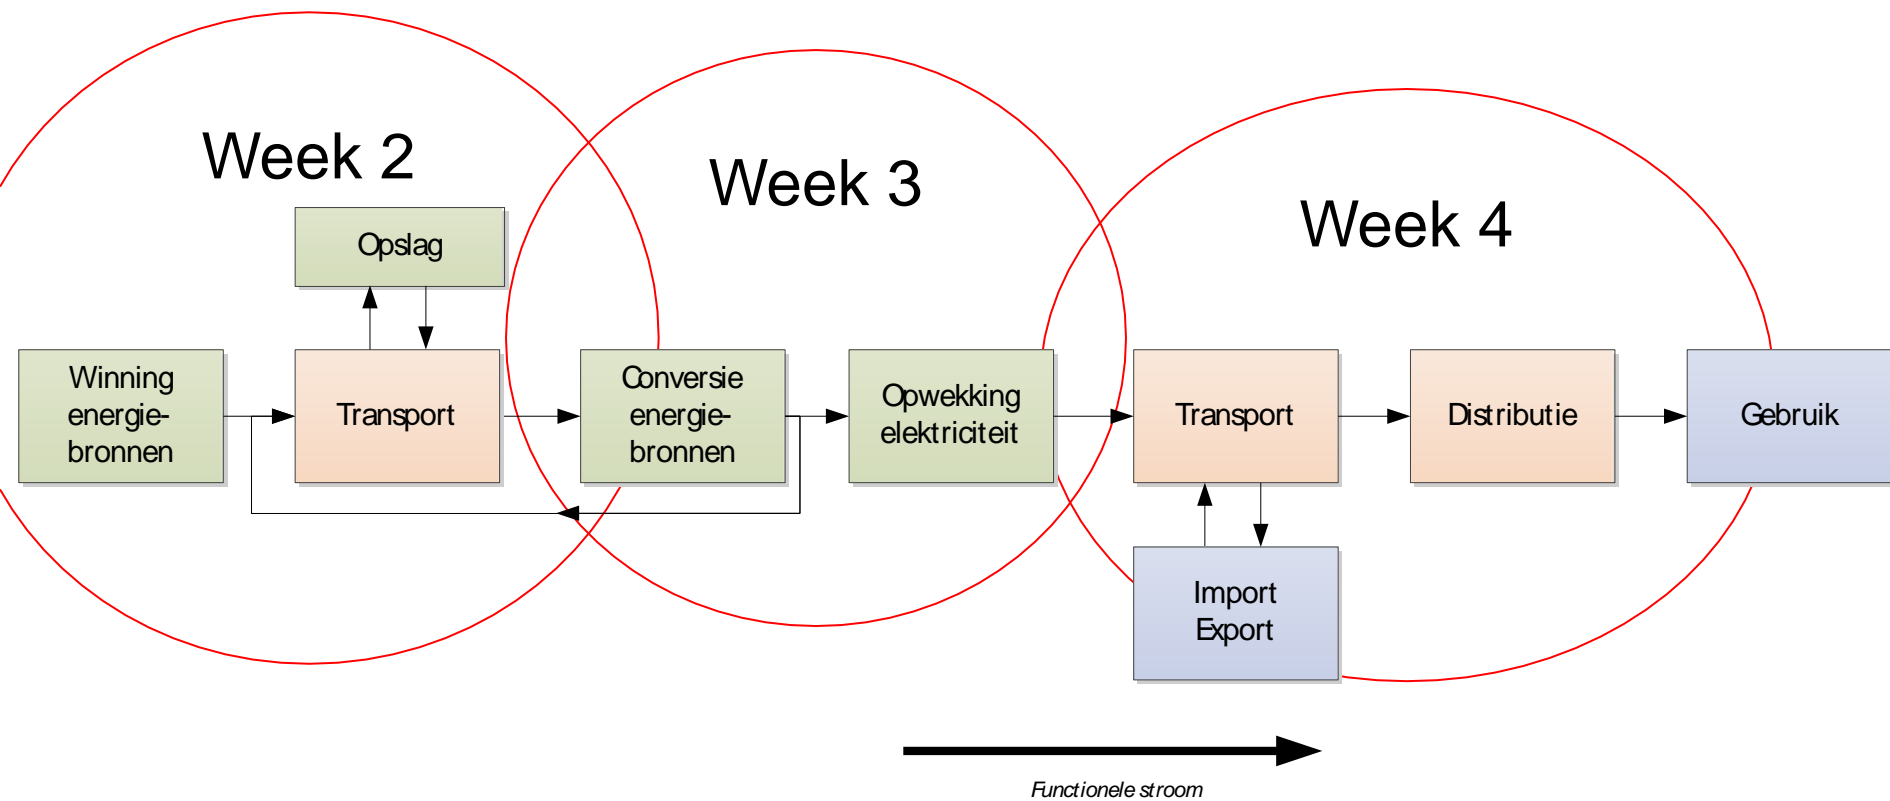 Week 2
Week 3
Week 4
Opslag
Winning
energie-
bronnen
Transport
Conversie
energie-
bronnen
Opwekking
elektriciteit
Transport
Distributie
Gebruik
Import
Export
Functionele stroom